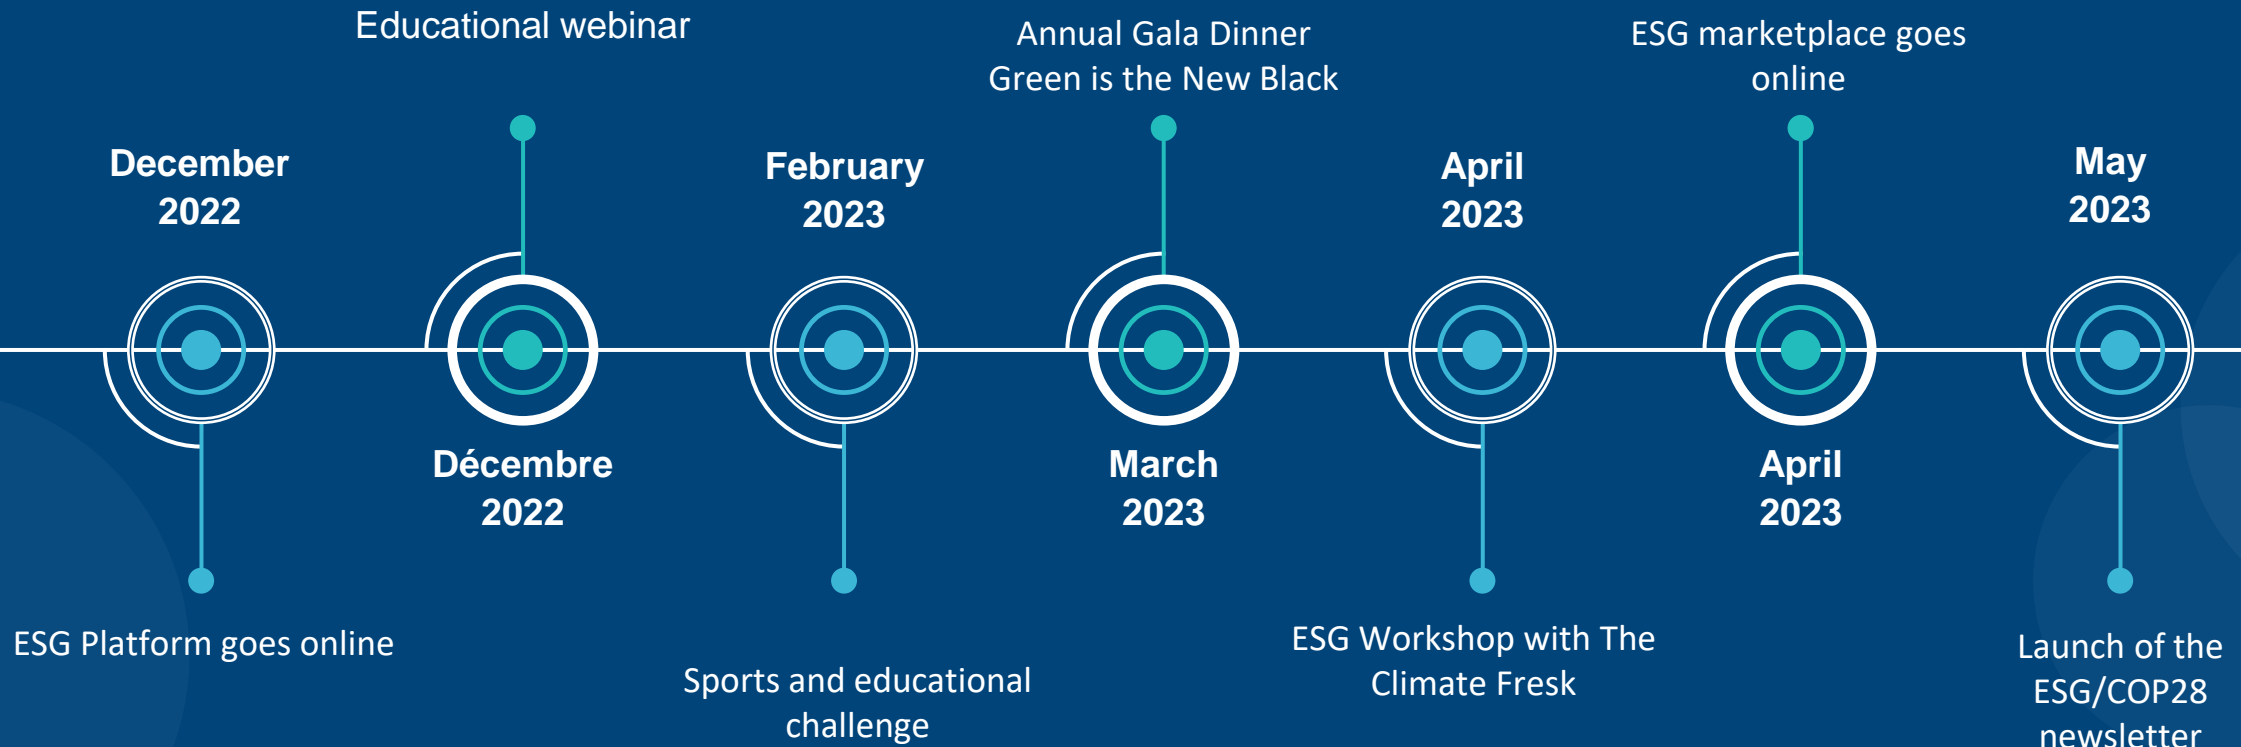 December
2022
ESG Platform goes online
Educational webinar
Décembre
2022
February
2023
Sports and educational
challenge
Annual Gala Dinner
Green is the New Black
March
2023
April
2023
ESG Workshop with The
Climate Fresk
ESG marketplace goes
online
April
2023
May
2023
Launch of the
ESG/COP28
newsletter